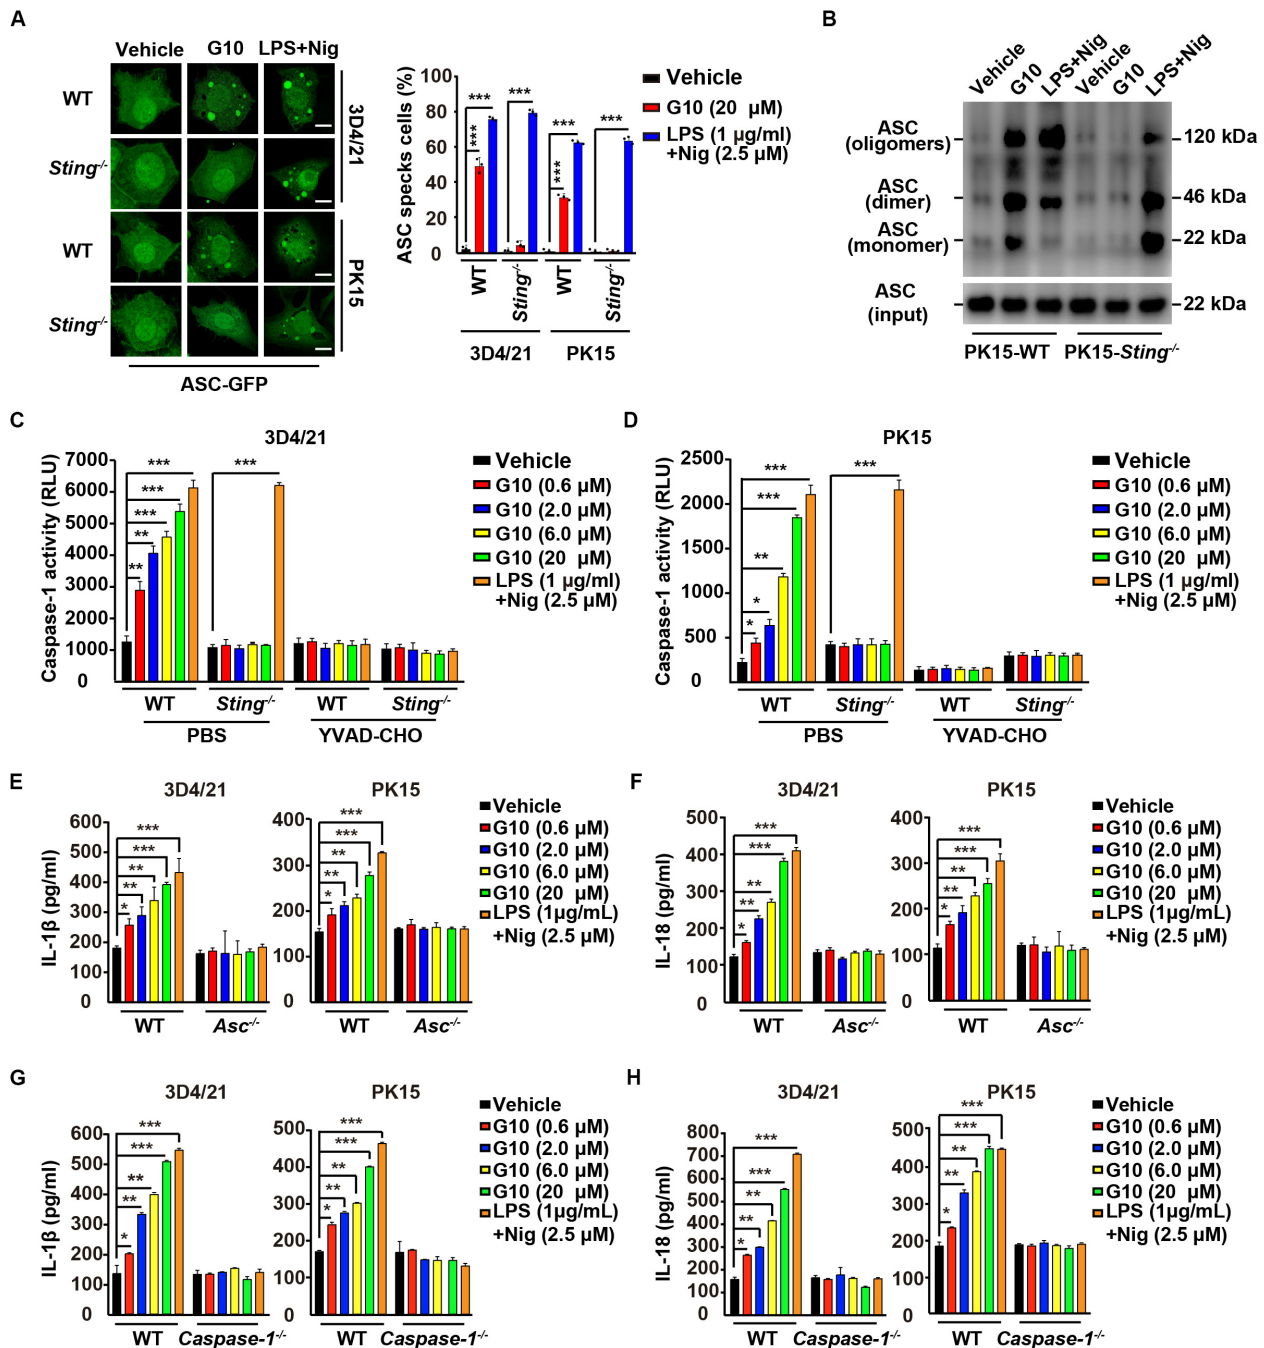 A
Vehicle G10 LPS+Nig
WT
Sting-/-
WT
Sting-/-
3D4/21
PK15
ASC-GFP
ASC specks cells (%)
100
80
60
40
20
0
*** *** *** ***
*** ***
WT Sting-/- WT Sting-/-
3D4/21 PK15
Vehicle
G10 (20 μM)
LPS (1 μg/ml)
+Nig (2.5 μM)
B
Vehicle G10 LPS+Nig Vehicle G10 LPS+Nig
ASC
(oligomers)
120 kDa
ASC
(dimer)
46 kDa
ASC
(monomer)
22 kDa
ASC
(input)
22 kDa
PK15-WT PK15-Sting-/-
C
3D4/21
Caspase-1 activity (RLU)
7000
6000
5000
4000
3000
2000
1000
0
*** ***
***
***
**
**
WT Sting-/- WT Sting-/-
PBS YVAD-CHO
Vehicle
G10 (0.6 μM)
G10 (2.0 μM)
G10 (6.0 μM)
G10 (20 μM)
LPS (1 μg/ml)
+Nig (2.5 μM)
D
PK15
Caspase-1 activity (RLU)
2500
2000
1500
1000
500
0
*** ***
***
**
*
*
WT Sting-/- WT Sting-/-
PBS YVAD-CHO
Vehicle
G10 (0.6 μM)
G10 (2.0 μM)
G10 (6.0 μM)
G10 (20 μM)
LPS (1 μg/ml)
+Nig (2.5 μM)
E
3D4/21
IL-1β (pg/ml)
600
500
400
300
200
100
0
***
***
**
**
*
WT Asc-/-
PK15
400
300
200
100
0
***
***
**
**
*
WT Asc-/-
Vehicle
G10 (0.6 μM)
G10 (2.0 μM)
G10 (6.0 μM)
G10 (20 μM)
LPS (1μg/mL)
+Nig (2.5 μM)
F
3D4/21
IL-18 (pg/ml)
500
400
300
200
100
0
***
***
**
**
*
WT Asc-/-
PK15
400
300
200
100
0
***
***
**
**
*
WT Asc-/-
Vehicle
G10 (0.6 μM)
G10 (2.0 μM)
G10 (6.0 μM)
G10 (20 μM)
LPS (1μg/mL)
+Nig (2.5 μM)
G
3D4/21
IL-1β (pg/ml)
600
500
400
300
200
100
0
***
***
**
**
*
WT Caspase-1-/-
PK15
500
400
300
200
100
0
***
***
**
**
*
WT Caspase-1-/-
Vehicle
G10 (0.6 μM)
G10 (2.0 μM)
G10 (6.0 μM)
G10 (20 μM)
LPS (1μg/mL)
+Nig (2.5 μM)
H
3D4/21
IL-18 (pg/ml)
800
700
600
500
400
300
200
100
0
***
***
**
**
*
WT Caspase-1-/-
PK15
500
400
300
200
100
0
***
***
**
**
*
WT Caspase-1-/-
Vehicle
G10 (0.6 μM)
G10 (2.0 μM)
G10 (6.0 μM)
G10 (20 μM)
LPS (1μg/mL)
+Nig (2.5 μM)